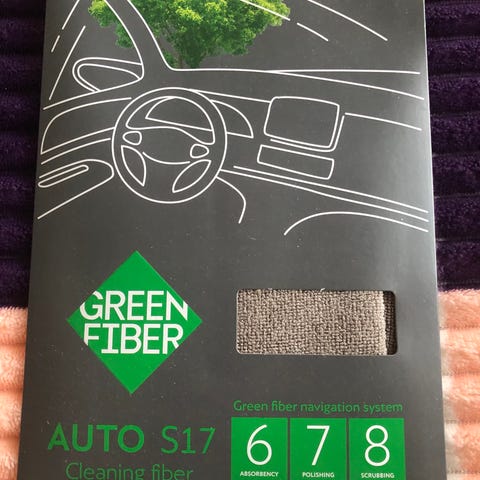 GREEN
FIBER
Green fiber navigation system
AUTO S17
6 7 8
ABSORBENCY POLISHING SCRUBBING
Cleaning fiber